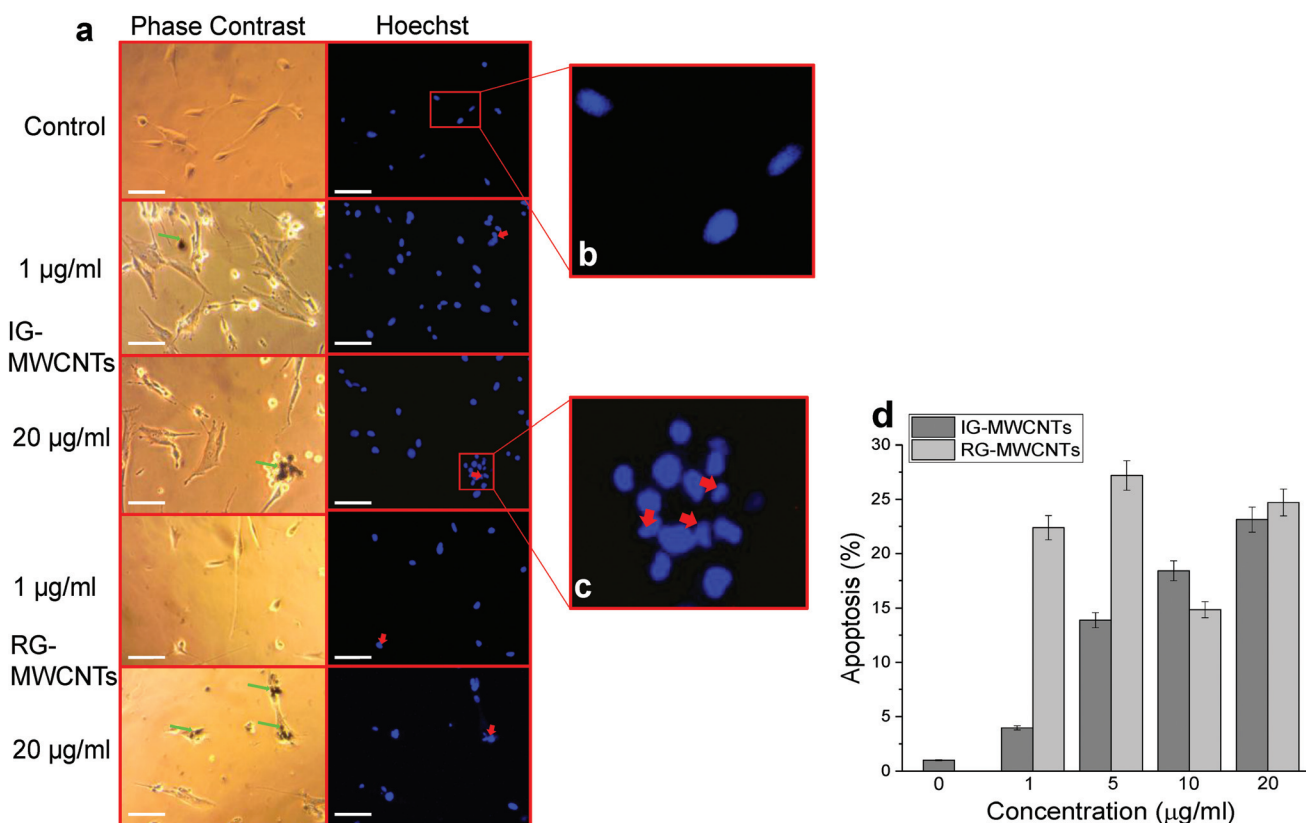 a
Phase Contrast
Hoechst
Control
1 µg/ml
IG-
MWCNTs
20 µg/ml
1 µg/ml
RG-
MWCNTs
20 µg/ml
b
c
d
IG-MWCNTs
RG-MWCNTs
30
25
20
15
10
5
0
Apoptosis (%)
0 1 5 10 20
Concentration (µg/ml)